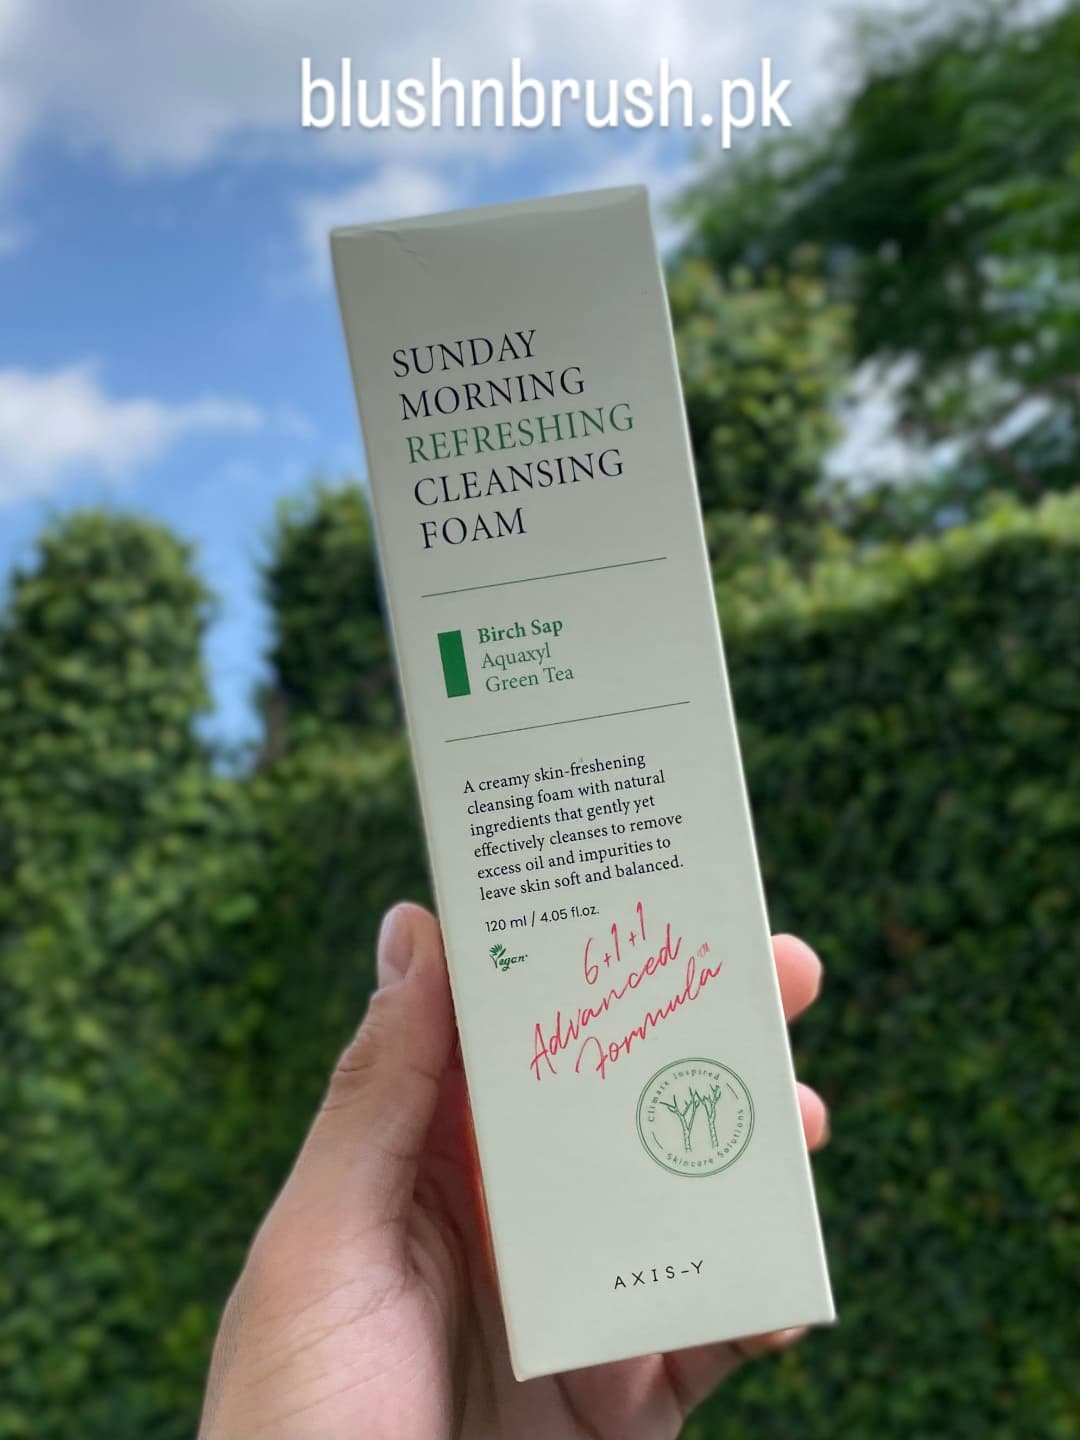 blushnbrush.pk
SUNDAY
MORNING
REFRESHING
CLEANSING
FOAM
Birch Sap
Aquaxyl
Green Tea
A creamy skin-freshening
cleansing foam with natural
ingredients that gently yet
effectively cleanses to remove
excess oil and impurities to
leave skin soft and balanced.
120 ml / 4.05 fl.oz.
Vegan
6+1+1
Advanced
Formula
Climate Inspired
Skincare Solutions
AXIS-Y